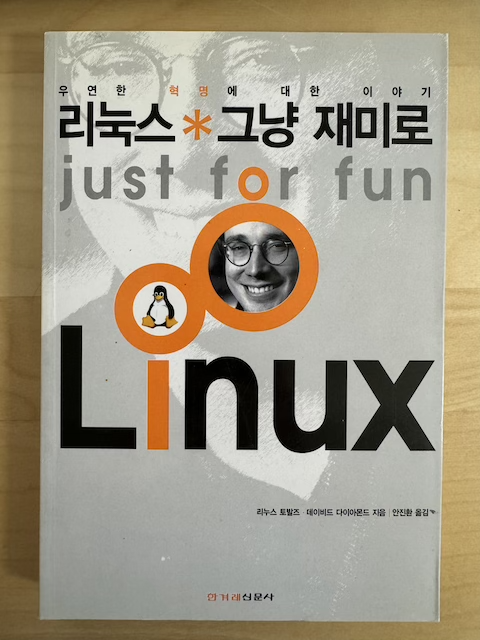 우연한 혁명에 대한 이야기
리눅스*그냥 재미로
just for fun
Linux
리누스 토발즈·데이비드 다이아몬드 지음 | 안진환 옮김
한겨레신문사